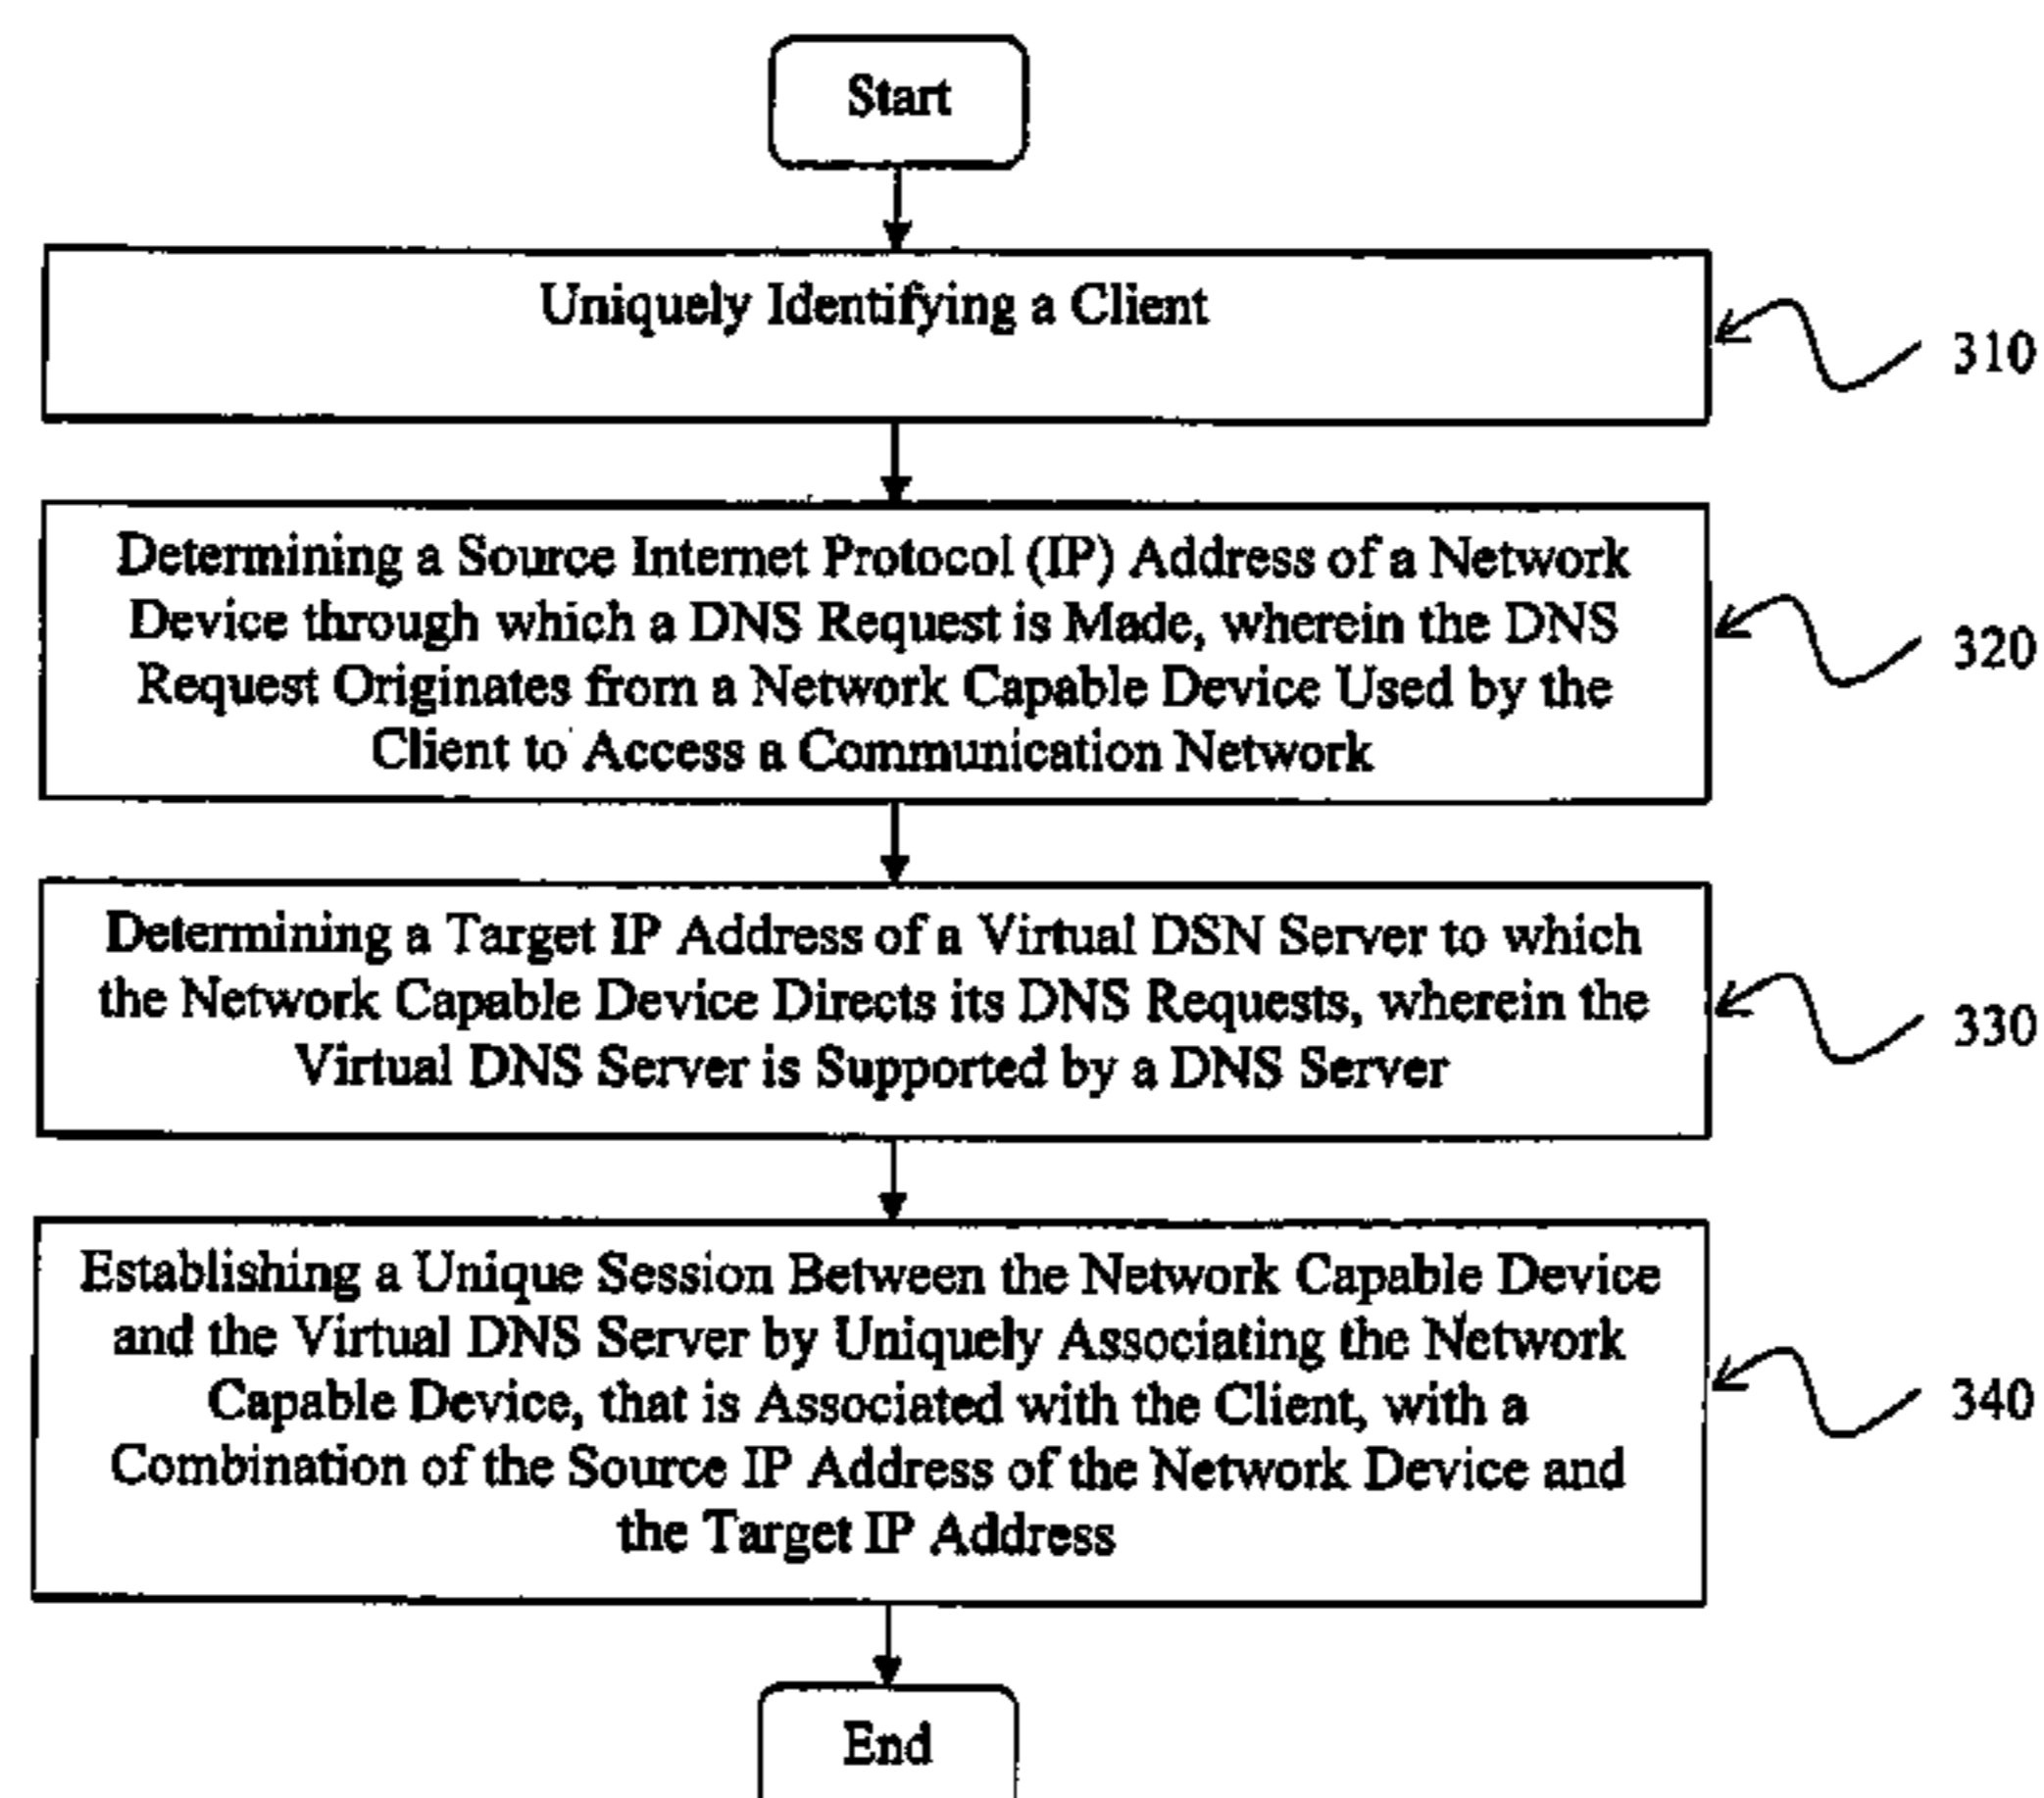 Start
Uniquely Identifying a Client
310
Determining a Source Internet Protocol (IP) Address of a Network
Device through which a DNS Request is Made, wherein the DNS
Request Originates from a Network Capable Device Used by the
Client to Access a Communication Network
320
Determining a Target IP Address of a Virtual DSN Server to which
the Network Capable Device Directs its DNS Requests, wherein the
Virtual DNS Server is Supported by a DNS Server
330
Establishing a Unique Session Between the Network Capable Device
and the Virtual DNS Server by Uniquely Associating the Network
Capable Device, that is Associated with the Client, with a
Combination of the Source IP Address of the Network Device and
the Target IP Address
340
End